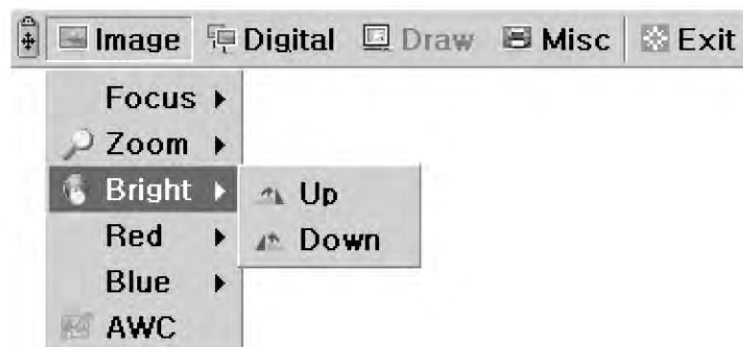 Image Digital Draw Misc Exit
Focus
Zoom
Bright
Up
Red
Down
Blue
AWC